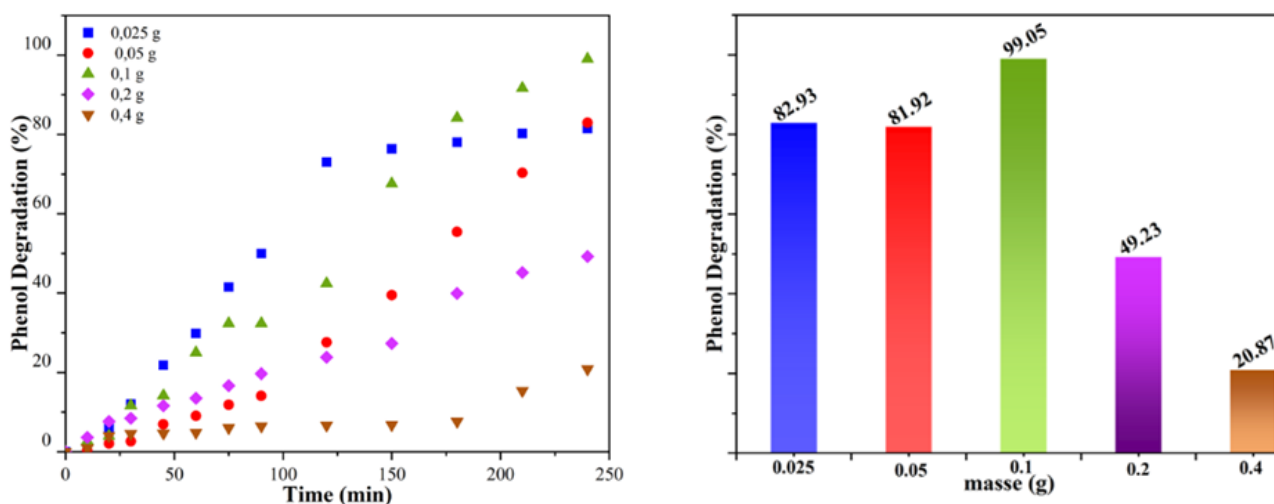 100
80
60
40
20
0
Phenol Degradation (%)
0,025 g
0,05 g
0,1 g
0,2 g
0,4 g
0 50 100 150 200 250
Time (min)
Phenol Degradation (%)
82.93
81.92
99.05
49.23
20.87
0.025 0.05 0.1 0.2 0.4
masse (g)